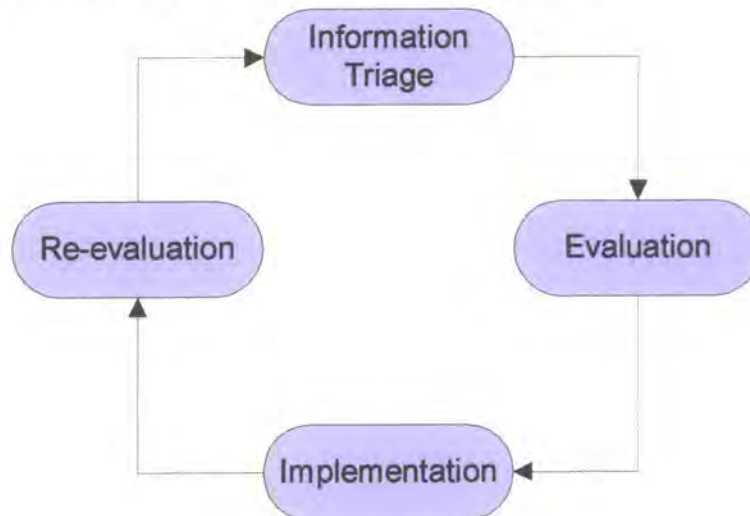 Information
Triage
Re-evaluation
Evaluation
Implementation